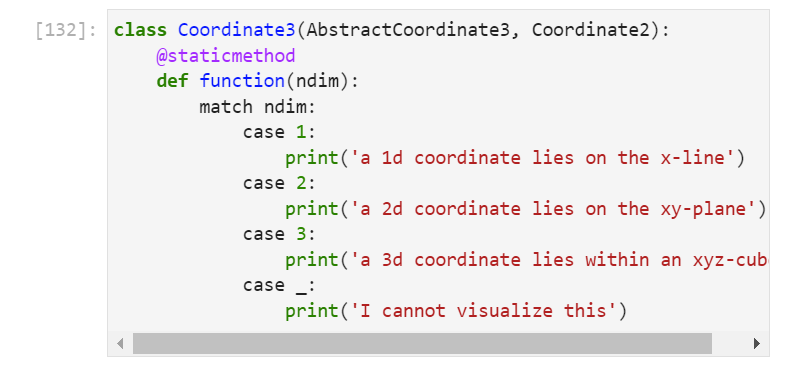 [132]: class Coordinate3(AbstractCoordinate3, Coordinate2):
    @staticmethod
    def function(ndim):
        match ndim:
            case 1:
                print('a 1d coordinate lies on the x-line')
            case 2:
                print('a 2d coordinate lies on the xy-plane')
            case 3:
                print('a 3d coordinate lies within an xyz-cub
            case _:
                print('I cannot visualize this')